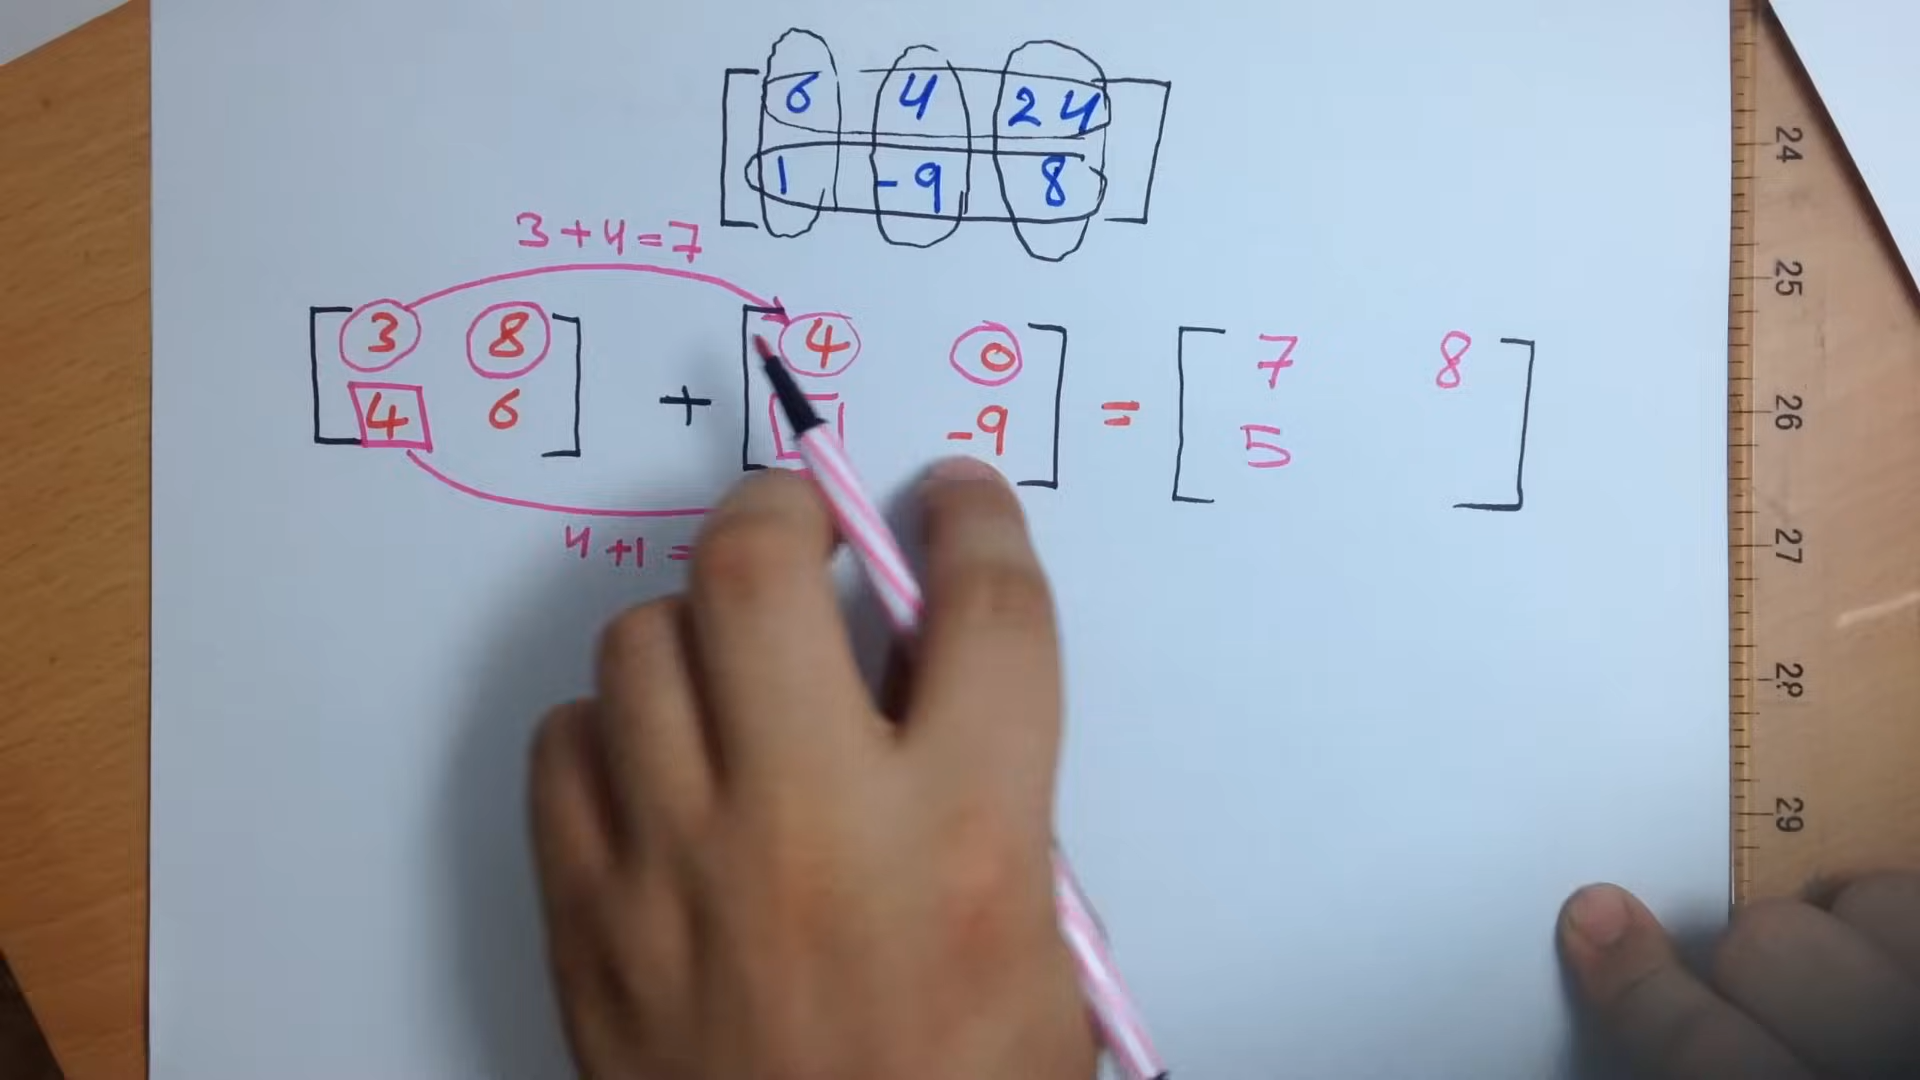 6 4 24
1 -9 8
3+4=7
[3 8] + [4 0] = [7 8]
[4 6] [ -9] [5 ]
4+1=
24
25
26
27
28
29